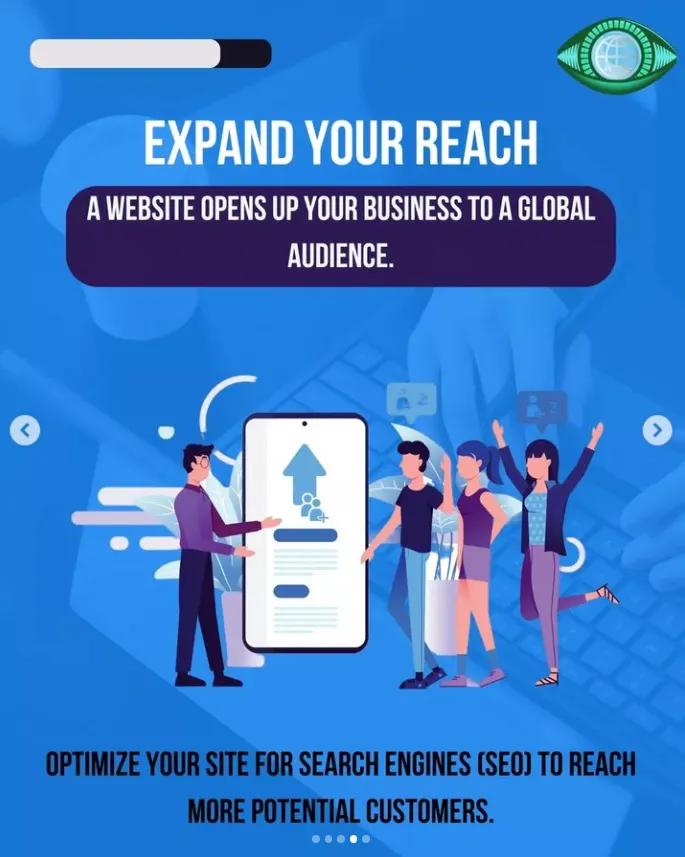 EXPAND YOUR REACH
A WEBSITE OPENS UP YOUR BUSINESS TO A GLOBAL
AUDIENCE.
2
2
OPTIMIZE YOUR SITE FOR SEARCH ENGINES (SEO) TO REACH
MORE POTENTIAL CUSTOMERS.